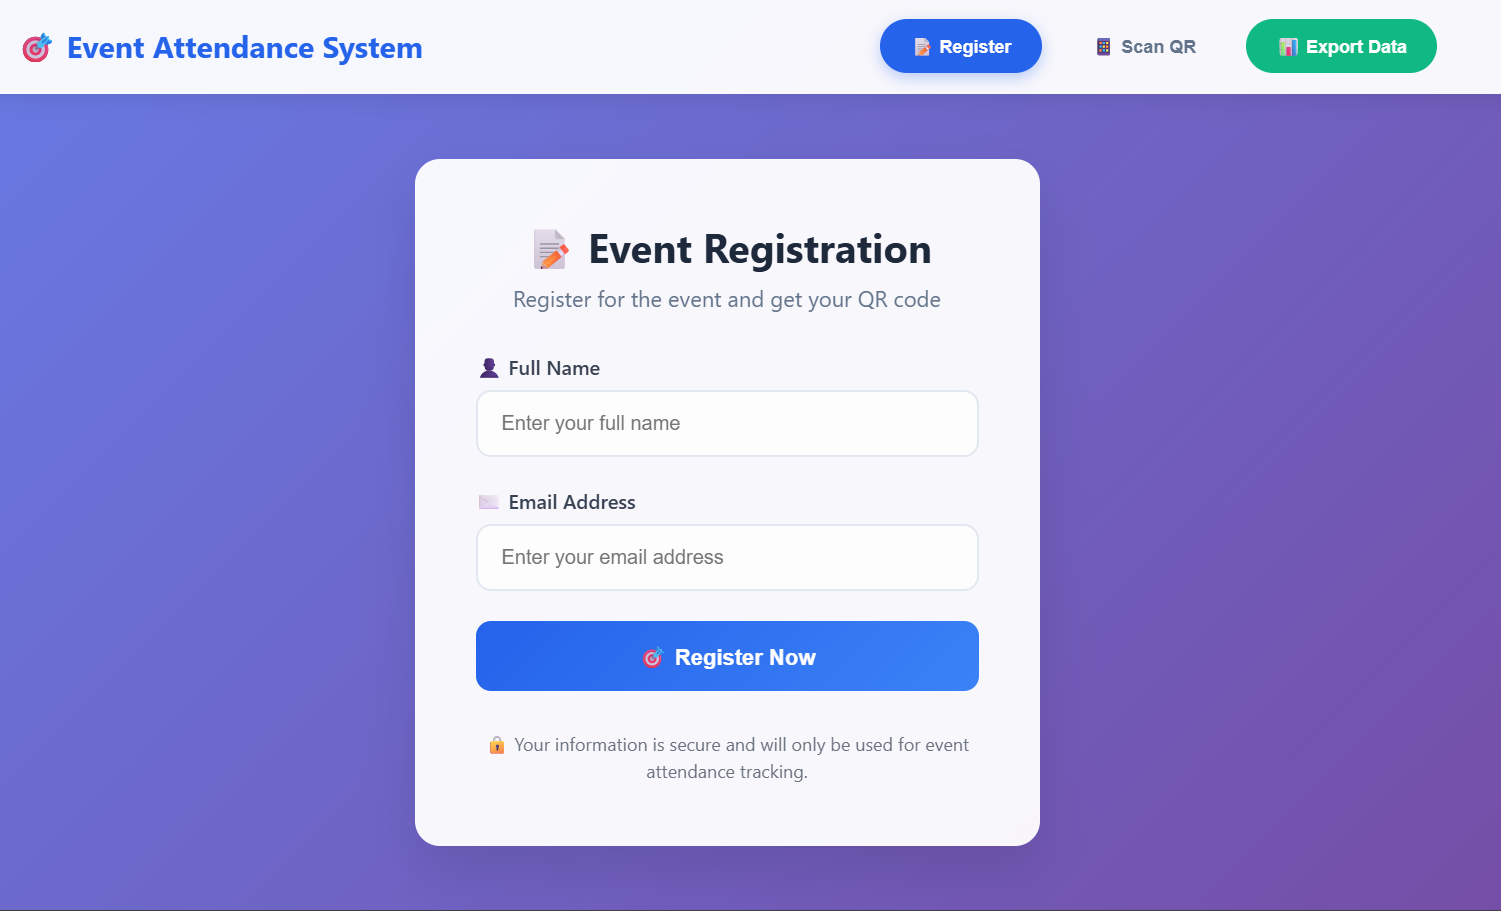 Event Attendance System
Register
Scan QR
Export Data
Event Registration
Register for the event and get your QR code
Full Name
Enter your full name
Email Address
Enter your email address
Register Now
Your information is secure and will only be used for event
attendance tracking.